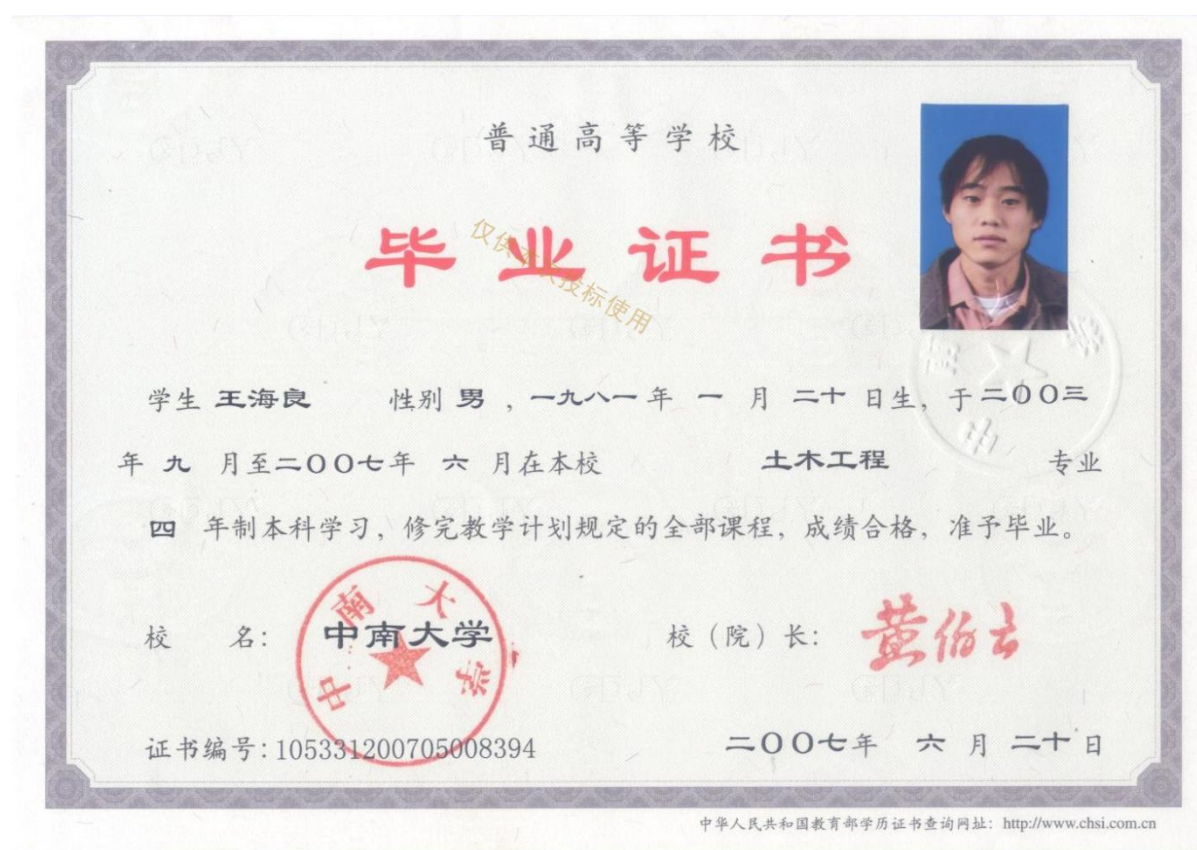 普通高等学校
毕业证书
仅供本次投标使用
学生 王海良 性别 男 ，一九八一 年 一 月 二十 日生，于二〇〇三
年 九 月至二〇〇七年 六 月在本校 土木工程 专业
四 年制本科学习，修完教学计划规定的全部课程，成绩合格，准予毕业。
中南大学
校 名： 中南大学 校（院）长： 黄伯云
证书编号：105331200705008394 二〇〇七年 六 月 二十 日
中南大学
中华人民共和国教育部学历证书查询网址：http://www.chsi.com.cn